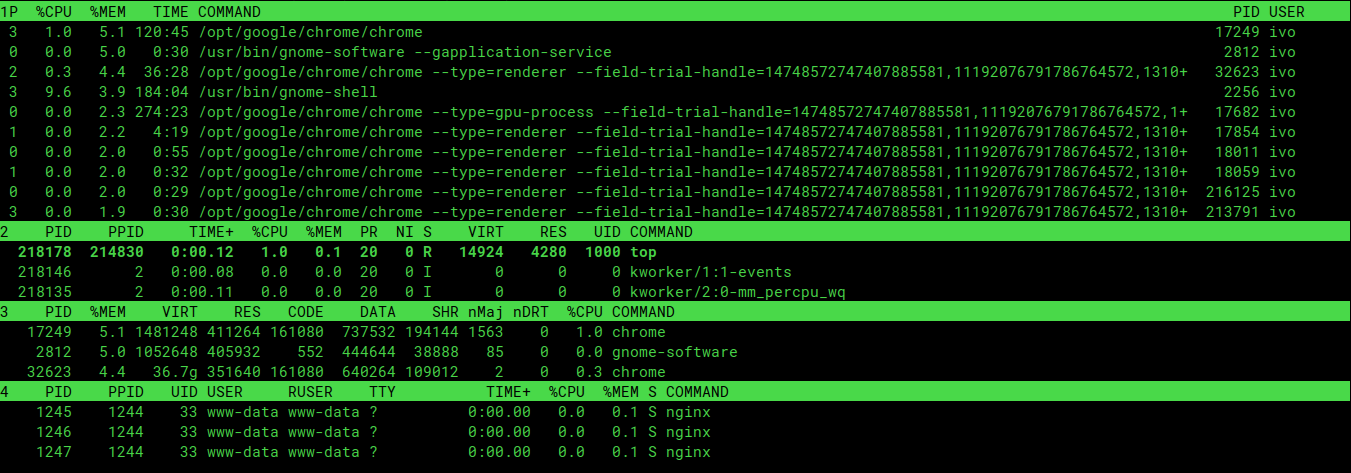 1P  %CPU  %MEM   TIME COMMAND                                                                                                            PID USER
 3   1.0   5.1 120:45 /opt/google/chrome/chrome                                                                                        17249 ivo
 0   0.0   5.0   0:30 /usr/bin/gnome-software --gapplication-service                                                                    2812 ivo
 2   0.3   4.4  36:28 /opt/google/chrome/chrome --type=renderer --field-trial-handle=14748572747407885581,11192076791786764572,1310+   32623 ivo
 3   9.6   3.9 184:04 /usr/bin/gnome-shell                                                                                              2256 ivo
 0   0.0   2.3 274:23 /opt/google/chrome/chrome --type=gpu-process --field-trial-handle=14748572747407885581,11192076791786764572,1+   17682 ivo
 1   0.0   2.2   4:19 /opt/google/chrome/chrome --type=renderer --field-trial-handle=14748572747407885581,11192076791786764572,1310+   17854 ivo
 0   0.0   2.0   0:55 /opt/google/chrome/chrome --type=renderer --field-trial-handle=14748572747407885581,11192076791786764572,1310+   18011 ivo
 1   0.0   2.0   0:32 /opt/google/chrome/chrome --type=renderer --field-trial-handle=14748572747407885581,11192076791786764572,1310+   18059 ivo
 0   0.0   2.0   0:29 /opt/google/chrome/chrome --type=renderer --field-trial-handle=14748572747407885581,11192076791786764572,1310+  216125 ivo
 3   0.0   1.9   0:30 /opt/google/chrome/chrome --type=renderer --field-trial-handle=14748572747407885581,11192076791786764572,1310+  213791 ivo
2    PID    PPID     TIME+  %CPU  %MEM  PR  NI S    VIRT    RES   UID COMMAND
  218178  214830   0:00.12   1.0   0.1  20   0 R   14924   4280  1000 top
  218146       2   0:00.08   0.0   0.0  20   0 I       0      0     0 kworker/1:1-events
  218135       2   0:00.11   0.0   0.0  20   0 I       0      0     0 kworker/2:0-mm_percpu_wq
3    PID  %MEM    VIRT    RES   CODE    DATA    SHR nMaj nDRT  %CPU COMMAND
   17249   5.1 1481248 411264 161080  737532 194144 1563    0   1.0 chrome
    2812   5.0 1052648 405932    552  444644  38888   85    0   0.0 gnome-software
   32623   4.4   36.7g 351640 161080  640264 109012    2    0   0.3 chrome
4    PID    PPID   UID USER     RUSER    TTY          TIME+  %CPU  %MEM S COMMAND
    1245    1244    33 www-data www-data ?          0:00.00   0.0   0.1 S nginx
    1246    1244    33 www-data www-data ?          0:00.00   0.0   0.1 S nginx
    1247    1244    33 www-data www-data ?          0:00.00   0.0   0.1 S nginx